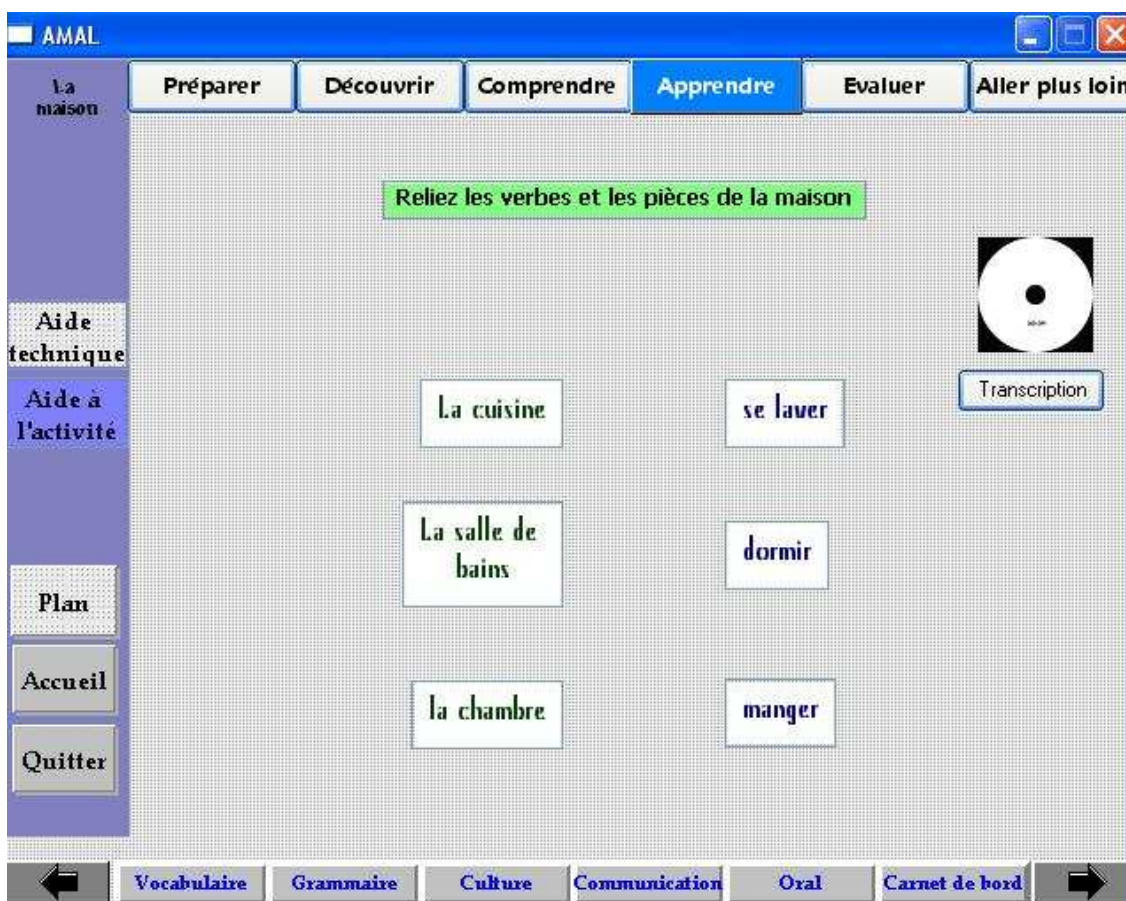 AMAL
La
maison
Préparer
Découvrir
Comprendre
Apprendre
Evaluer
Aller plus loin
Reliez les verbes et les pièces de la maison
Aide
technique
Aide à
l'activité
Transcription
La cuisine
se laver
La salle de
bains
dormir
la chambre
manger
Plan
Accueil
Quitter
Vocabulaire
Grammaire
Culture
Communication
Oral
Carnet de bord